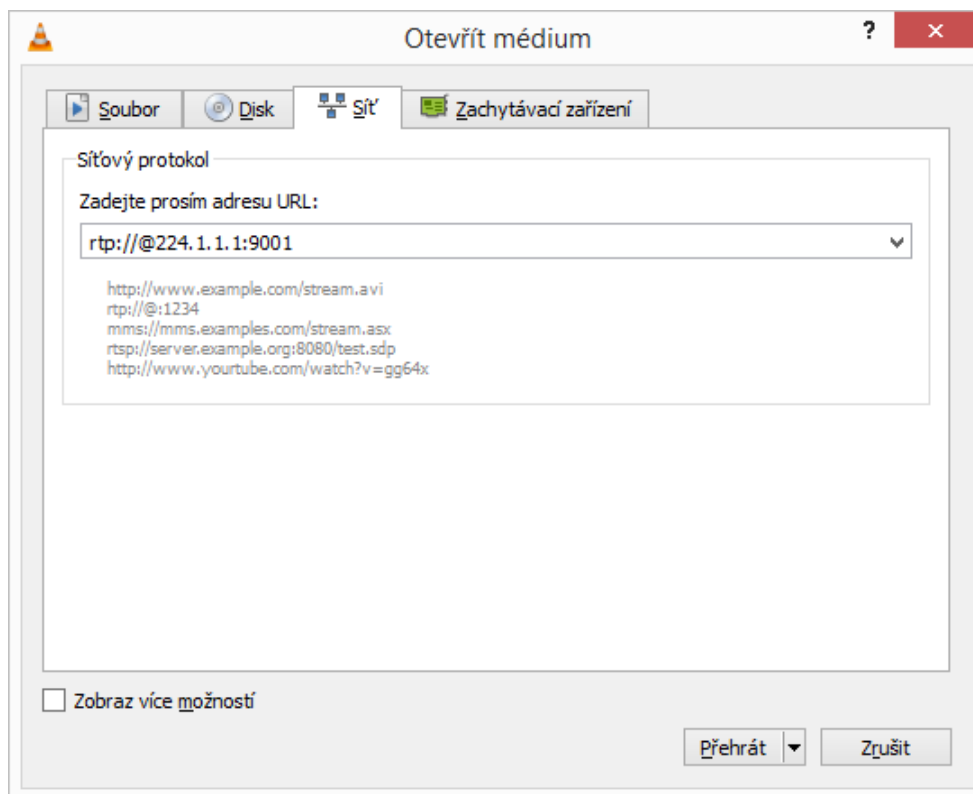 Otevřít médium
?
Soubor
Disk
Síť
Zachytávací zařízení
Síťový protokol
Zadejte prosím adresu URL:
rtp://@224.1.1.1:9001
http://www.example.com/stream.avi
rtp://@:1234
mms://mms.examples.com/stream.asx
rtsp://server.example.org:8080/test.sdp
http://www.yourtube.com/watch?v=gg64x
Zobraz více možností
Přehrát
Zrušit